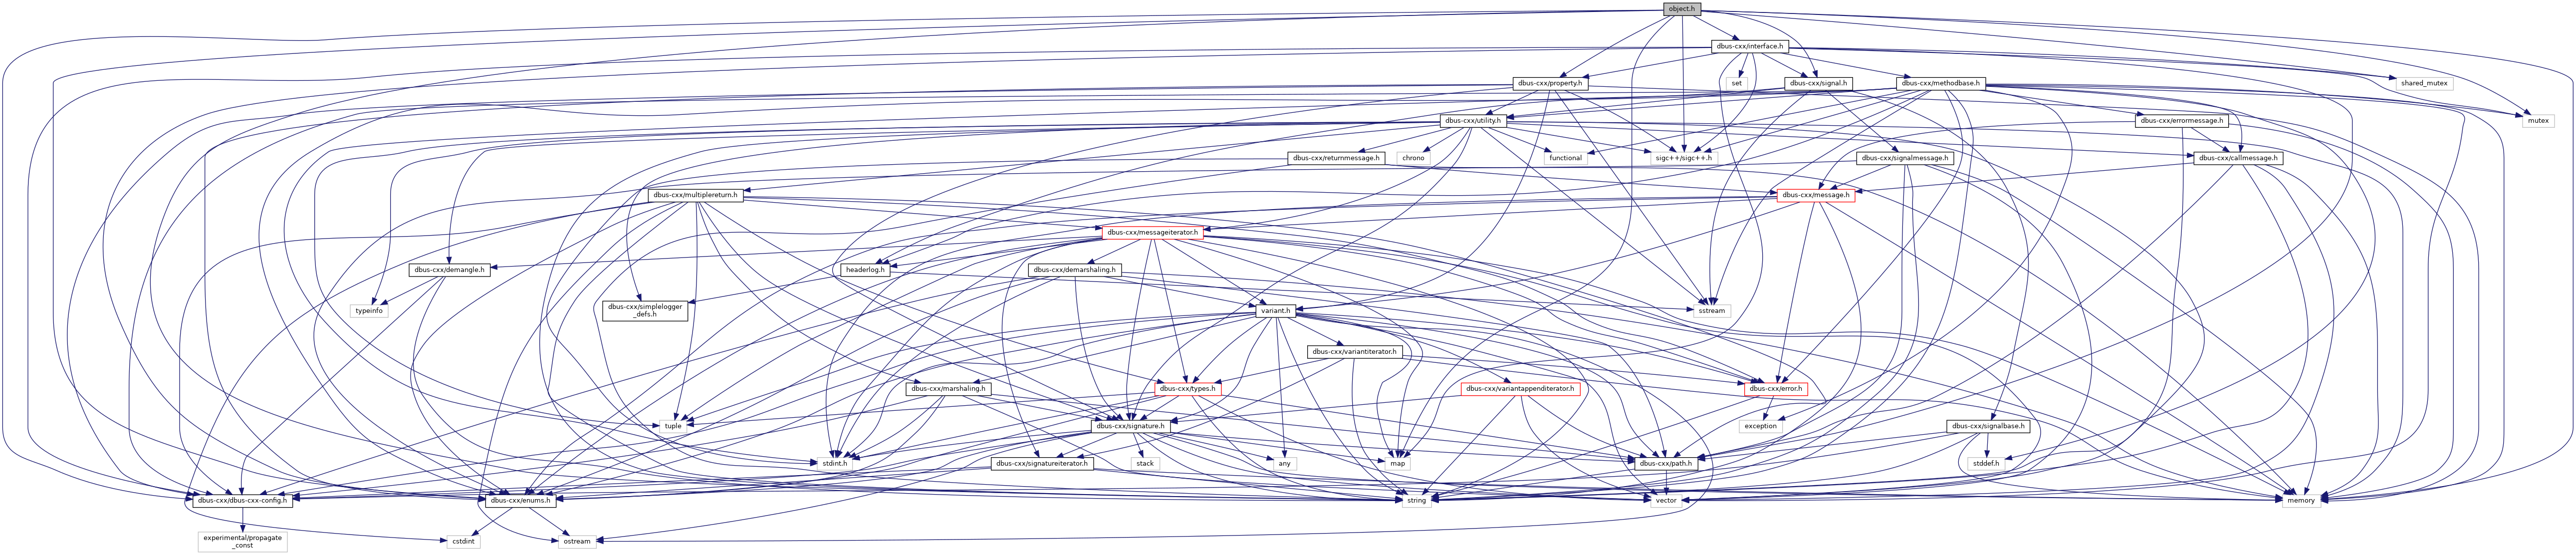 object.h
dbus-cxx/interface.h
set
dbus-cxx/property.h
dbus-cxx/signal.h
dbus-cxx/methodbase.h
shared_mutex
dbus-cxx/utility.h
dbus-cxx/errormessage.h
mutex
dbus-cxx/returnmessage.h
chrono
functional
sigc++/sigc++.h
dbus-cxx/signalmessage.h
dbus-cxx/callmessage.h
dbus-cxx/multiplereturn.h
dbus-cxx/message.h
dbus-cxx/messageiterator.h
dbus-cxx/demangle.h
headerlog.h
dbus-cxx/demarshaling.h
typeinfo
dbus-cxx/simplelogger
_defs.h
variant.h
sstream
dbus-cxx/variantiterator.h
dbus-cxx/marshaling.h
dbus-cxx/types.h
dbus-cxx/variantappenditerator.h
dbus-cxx/error.h
tuple
dbus-cxx/signature.h
exception
dbus-cxx/signalbase.h
stdint.h
dbus-cxx/signatureiterator.h
stack
any
map
dbus-cxx/path.h
stddef.h
dbus-cxx/dbus-cxx-config.h
dbus-cxx/enums.h
string
vector
memory
experimental/propagate
_const
cstdint
ostream